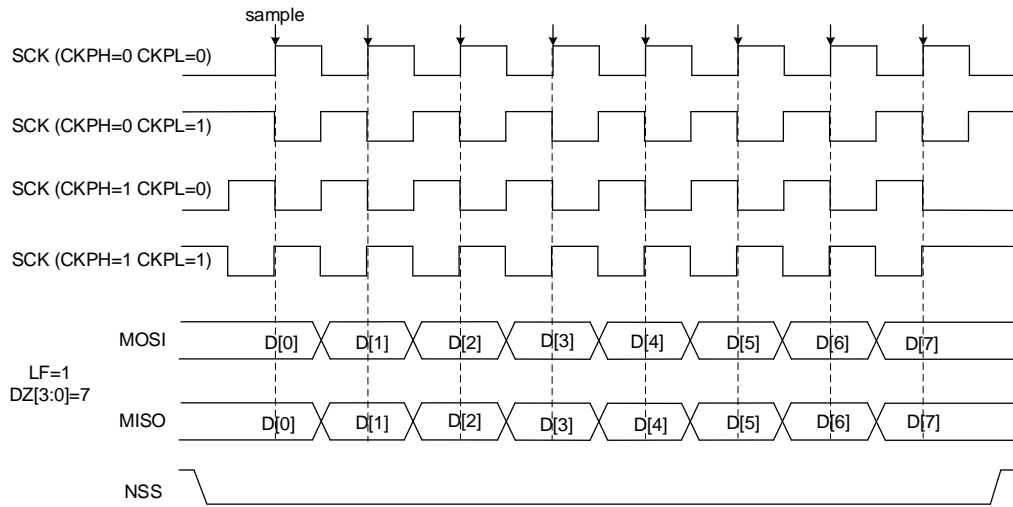 sample
SCK (CKPH=0 CKPL=0)
SCK (CKPH=0 CKPL=1)
SCK (CKPH=1 CKPL=0)
SCK (CKPH=1 CKPL=1)
MOSI
D[0] D[1] D[2] D[3] D[4] D[5] D[6] D[7]
LF=1
DZ[3:0]=7
MISO
D[0] D[1] D[2] D[3] D[4] D[5] D[6] D[7]
NSS